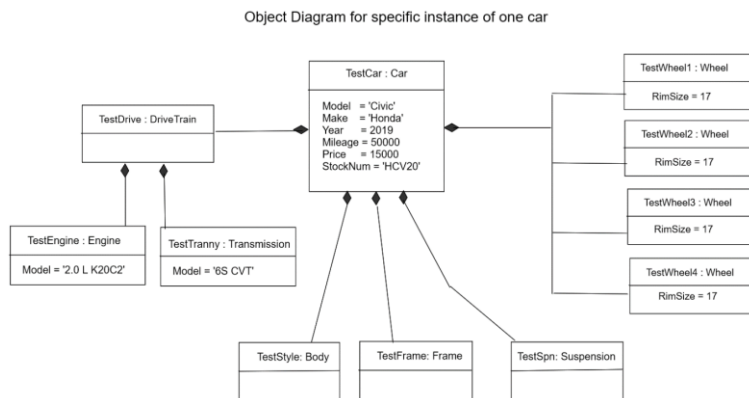 Object Diagram for specific instance of one car
TestCar : Car
Model = 'Civic'
Make = 'Honda'
Year = 2019
Mileage = 50000
Price = 15000
StockNum = 'HCV20'
TestDrive : DriveTrain
TestEngine : Engine
Model = '2.0 L K20C2'
TestTranny : Transmission
Model = '6S CVT'
TestWheel1 : Wheel
RimSize = 17
TestWheel2 : Wheel
RimSize = 17
TestWheel3 : Wheel
RimSize = 17
TestWheel4 : Wheel
RimSize = 17
TestStyle: Body
TestFrame: Frame
TestSpn: Suspension